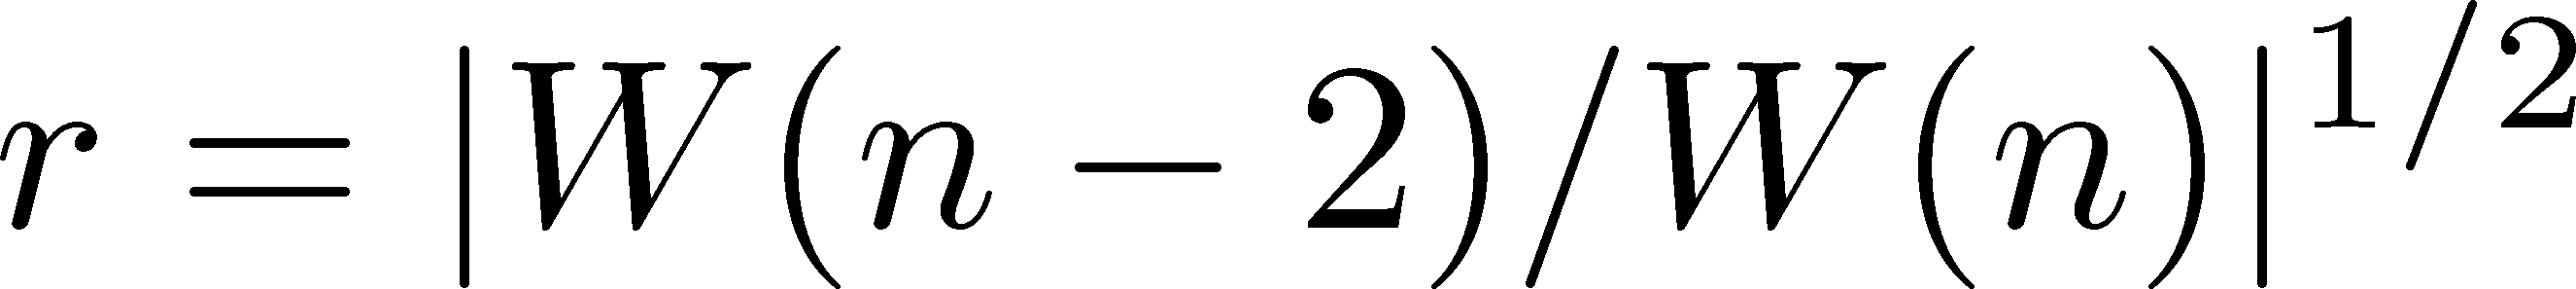 r = |W(n − 2)/W(n)|^{1/2}